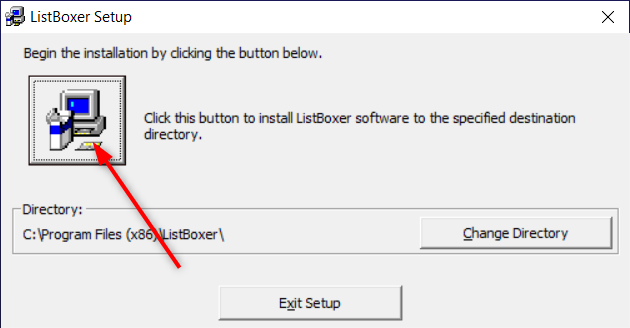 ListBoxer Setup
Begin the installation by clicking the button below.
Click this button to install ListBoxer software to the specified destination
directory.
Directory:
C:\Program Files (x86)\ListBoxer\
Change Directory
Exit Setup